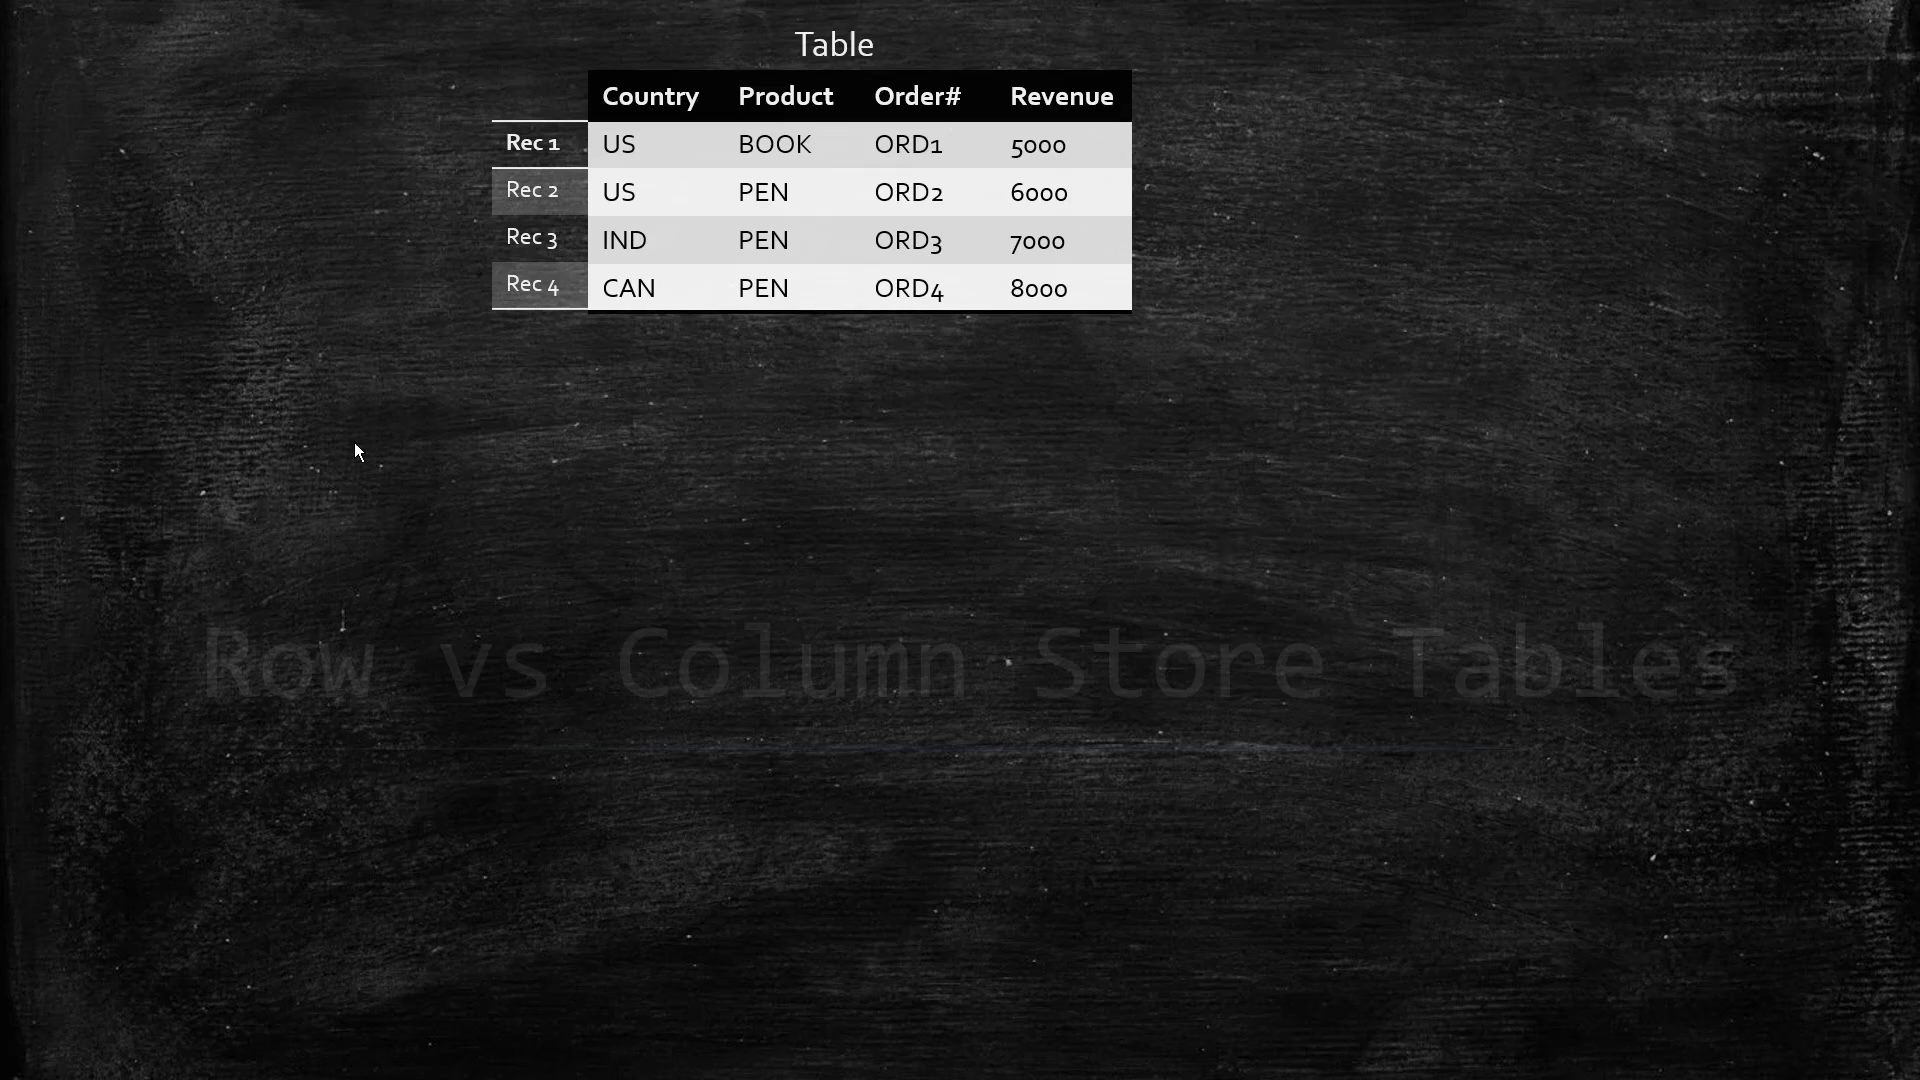 Table
Country Product Order# Revenue
Rec 1 US BOOK ORD1 5000
Rec 2 US PEN ORD2 6000
Rec 3 IND PEN ORD3 7000
Rec 4 CAN PEN ORD4 8000
Row vs Column Store Tables